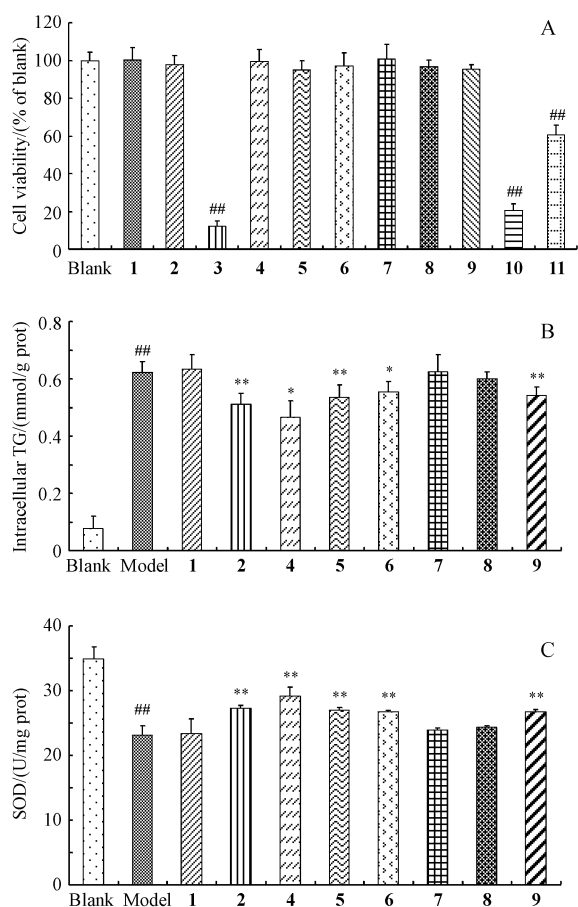 A
Cell viability/(% of blank)
120
100
80
60
40
20
0
##
##
##
Blank 1 2 3 4 5 6 7 8 9 10 11
B
Intracellular TG/(mmol/g prot)
0.8
0.6
0.4
0.2
0
## ** * ** * **
Blank Model 1 2 4 5 6 7 8 9
C
SOD/(U/mg prot)
40
30
20
10
0
## ** ** ** ** **
Blank Model 1 2 4 5 6 7 8 9